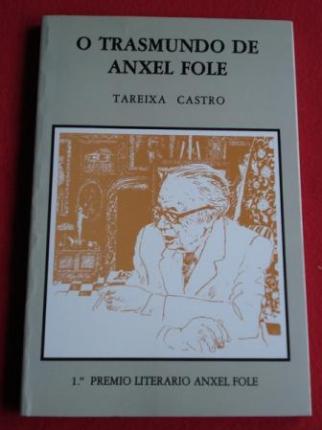 O TRASMUNDO DE
ANXEL FOLE
TAREIXA CASTRO
1.º PREMIO LITERARIO ANXEL FOLE